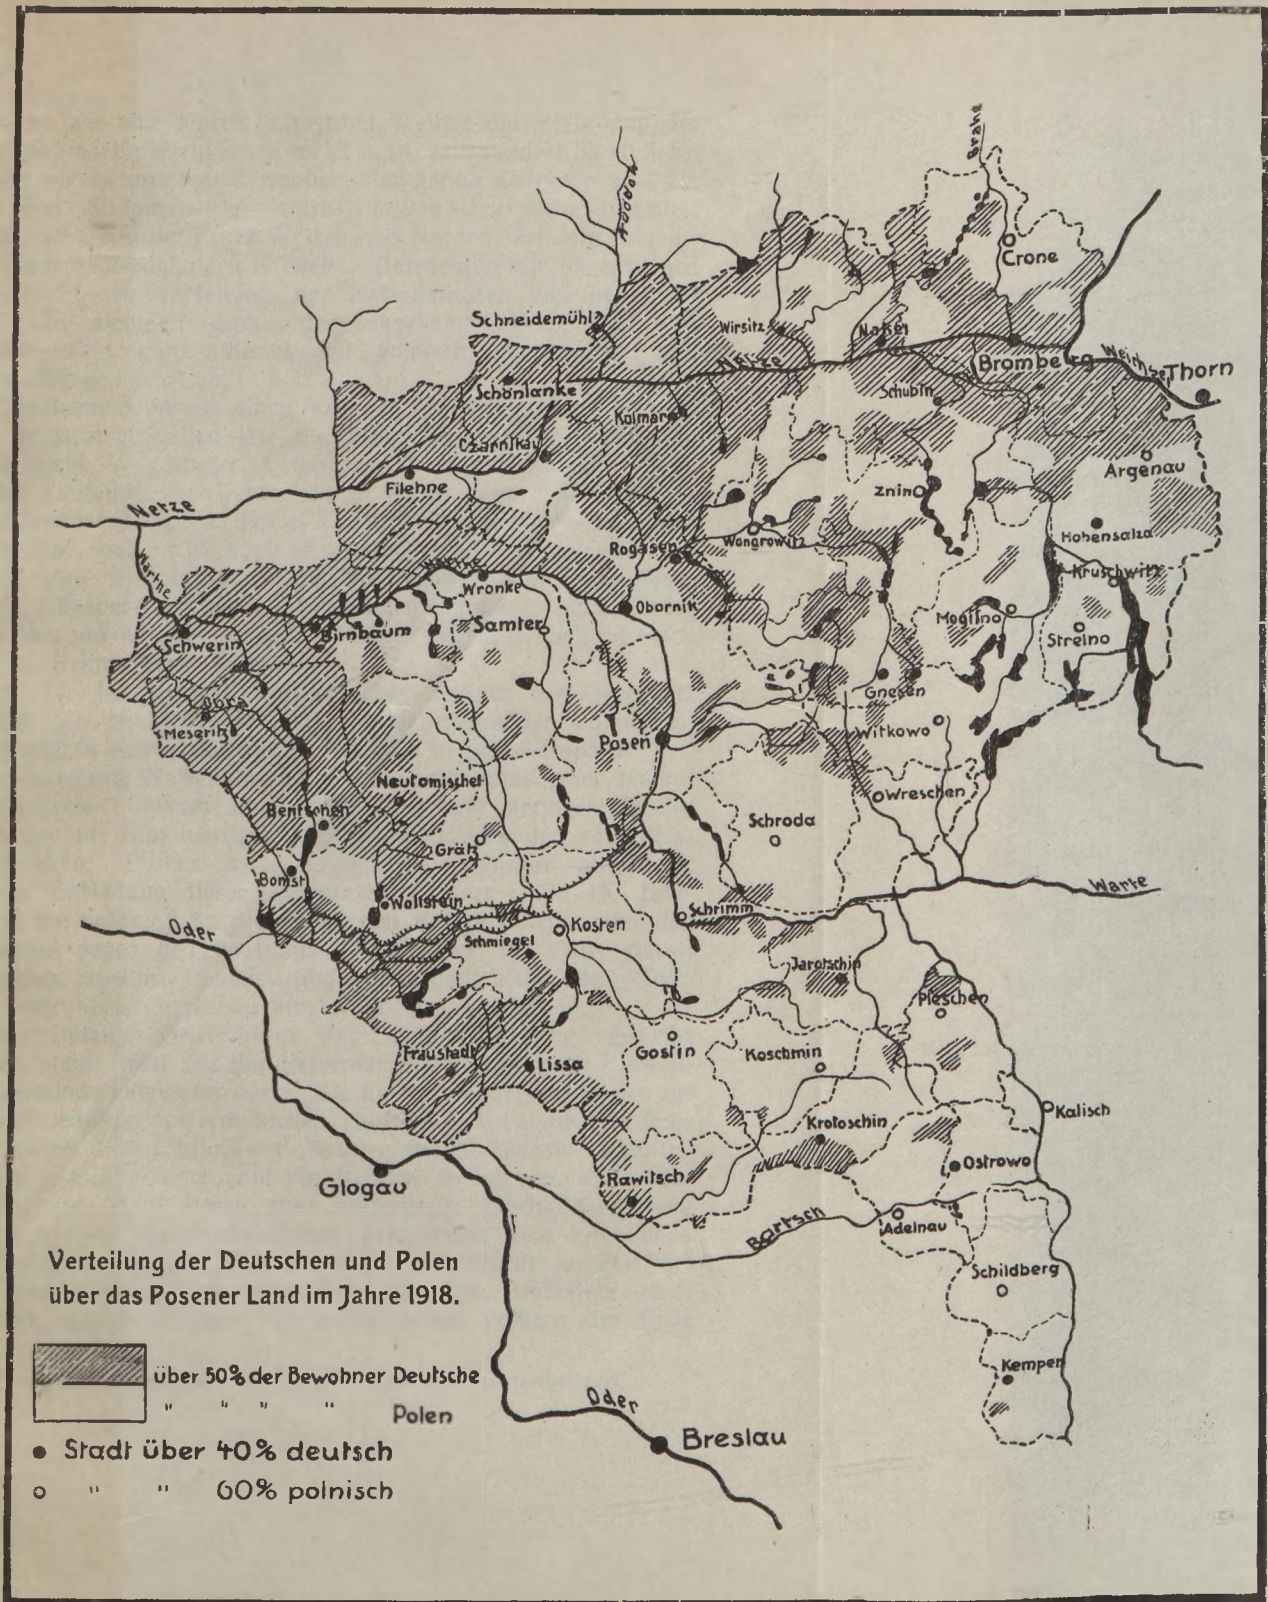 Brahe
Crone
Schneidemühl
Wirsitz
Nakel
Netze
Bromberg
Weichsel
Thorn
Schönlanke
Kolmar
Schubin
Czarnikau
Argenau
Filehne
Znin
Netze
Hohensalza
Rogasen
Wongrowitz
Warthe
Warthe
Wronke
Kruschwitz
Obornik
Mogilno
Samter
Birnbaum
Schwerin
Strelno
Gnesen
Obra
Meseritz
Posen
Witkowo
Neutomischel
Wreschen
Bentschen
Schroda
Grätz
Bomst
Warte
Wollstein
Schrimm
Oder
Kosten
Schmiegel
Jarotschin
Pleschen
Fraustadt
Lissa
Gostin
Koschmin
Kalisch
Krotoschin
Ostrowo
Glogau
Rawitsch
Bartsch
Adelnau
Schildberg
Kempen
Oder
Breslau
Verteilung der Deutschen und Polen
über das Posener Land im Jahre 1918.
über 50% der Bewohner Deutsche
" " " " Polen
● Stadt über 40% deutsch
○ " " 60% polnisch